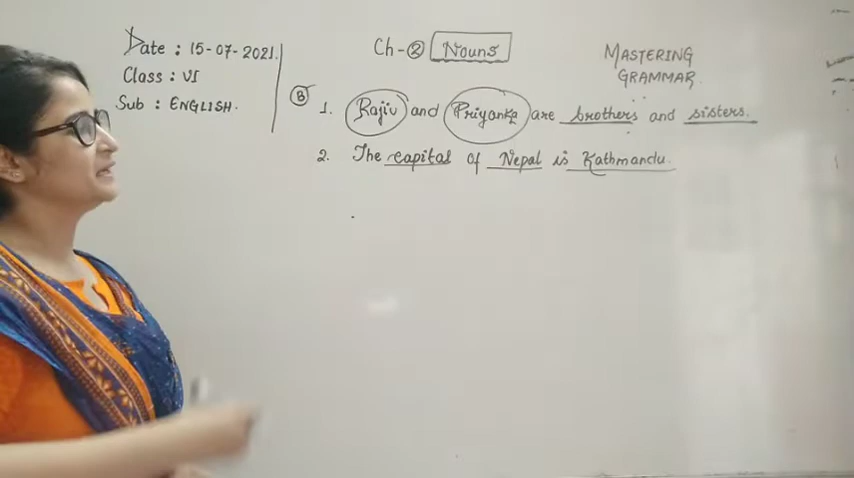 Date : 15-07-2021.
Class : VI
Sub : ENGLISH.
Ch-② Nouns
MASTERING
GRAMMAR.
Ⓑ 1. Rajiv and Priyanka are brothers and sisters.
2. The capital of Nepal is Kathmandu.